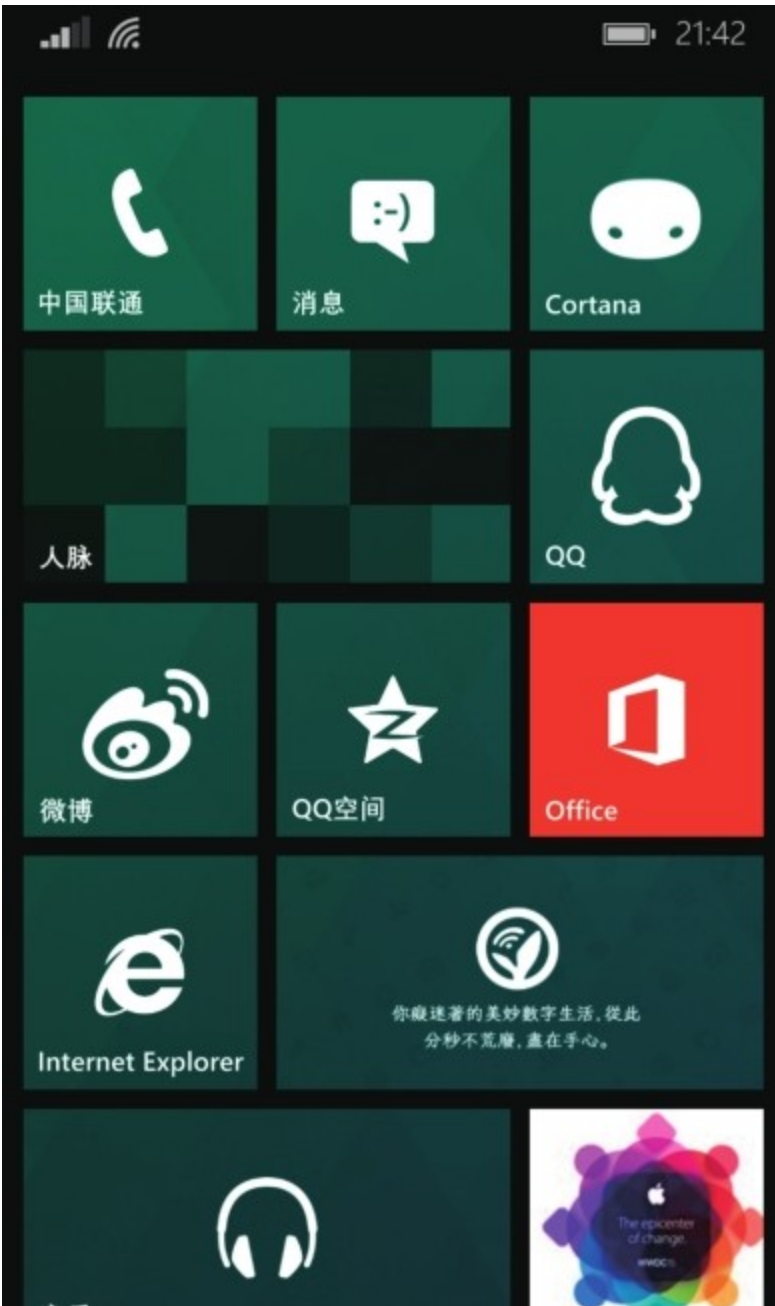 21:42
:-)
中国联通
消息
Cortana
人脉
QQ
微博
QQ空间
Office
Internet Explorer
你癡迷著的美妙數字生活,從此
分秒不荒廢,盡在手心。
The epicenter
of change.
WWDC15